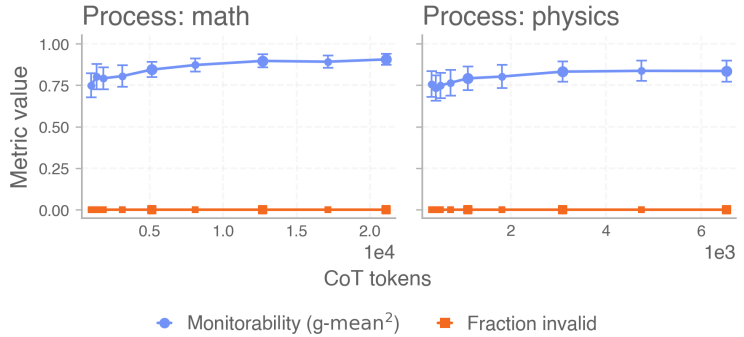 Process: math
Process: physics
Metric value
1.00
0.75
0.50
0.25
0.00
0.5
1.0
1.5
2.0
1e4
2
4
6
1e3
CoT tokens
Monitorability (g-mean²)
Fraction invalid